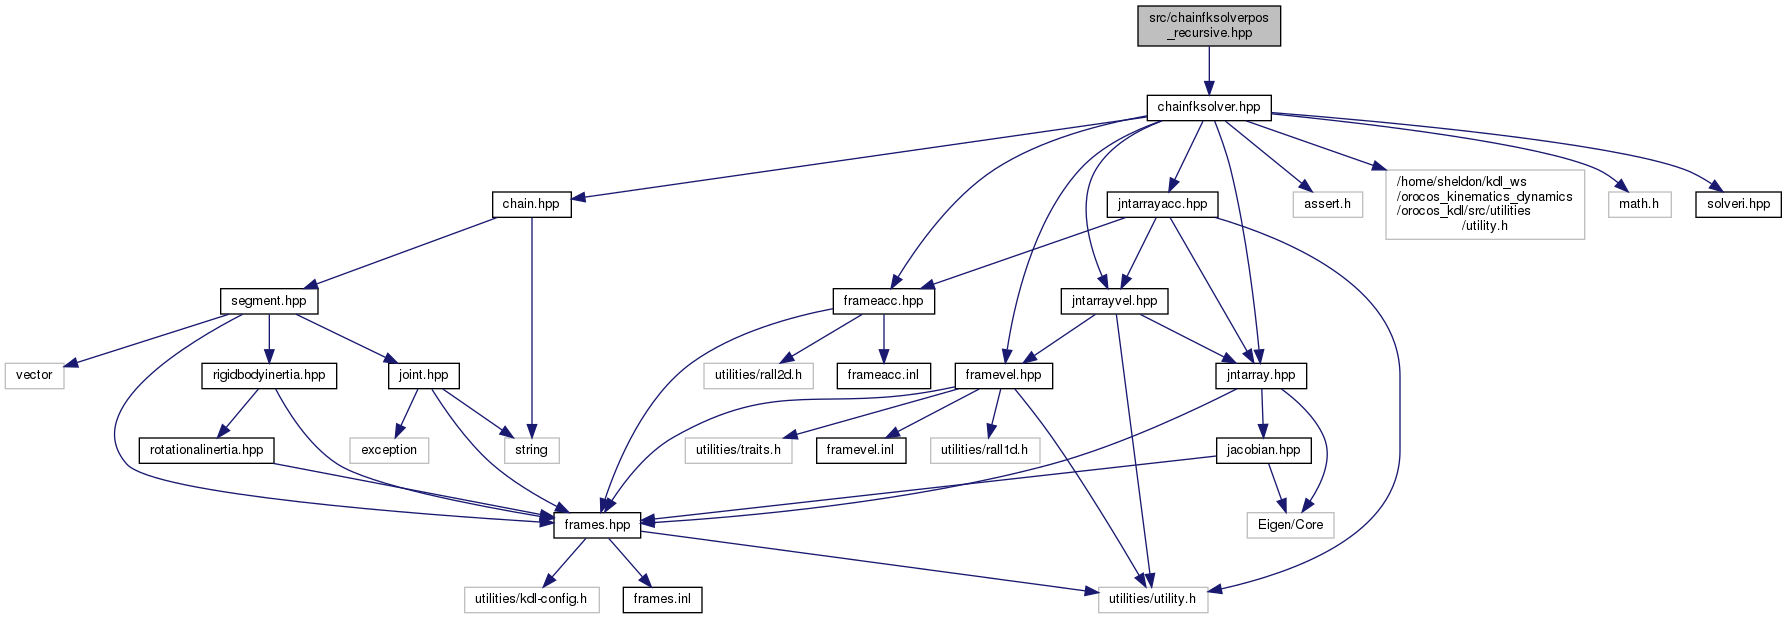 src/chainfksolverpos
_recursive.hpp
chainfksolver.hpp
chain.hpp
jntarrayacc.hpp
assert.h
/home/sheldon/kdl_ws
/orocos_kinematics_dynamics
/orocos_kdl/src/utilities
/utility.h
math.h
solveri.hpp
segment.hpp
frameacc.hpp
jntarrayvel.hpp
vector
rigidbodyinertia.hpp
joint.hpp
utilities/rall2d.h
frameacc.inl
framevel.hpp
jntarray.hpp
rotationalinertia.hpp
exception
string
utilities/traits.h
framevel.inl
utilities/rall1d.h
jacobian.hpp
frames.hpp
Eigen/Core
utilities/kdl-config.h
frames.inl
utilities/utility.h